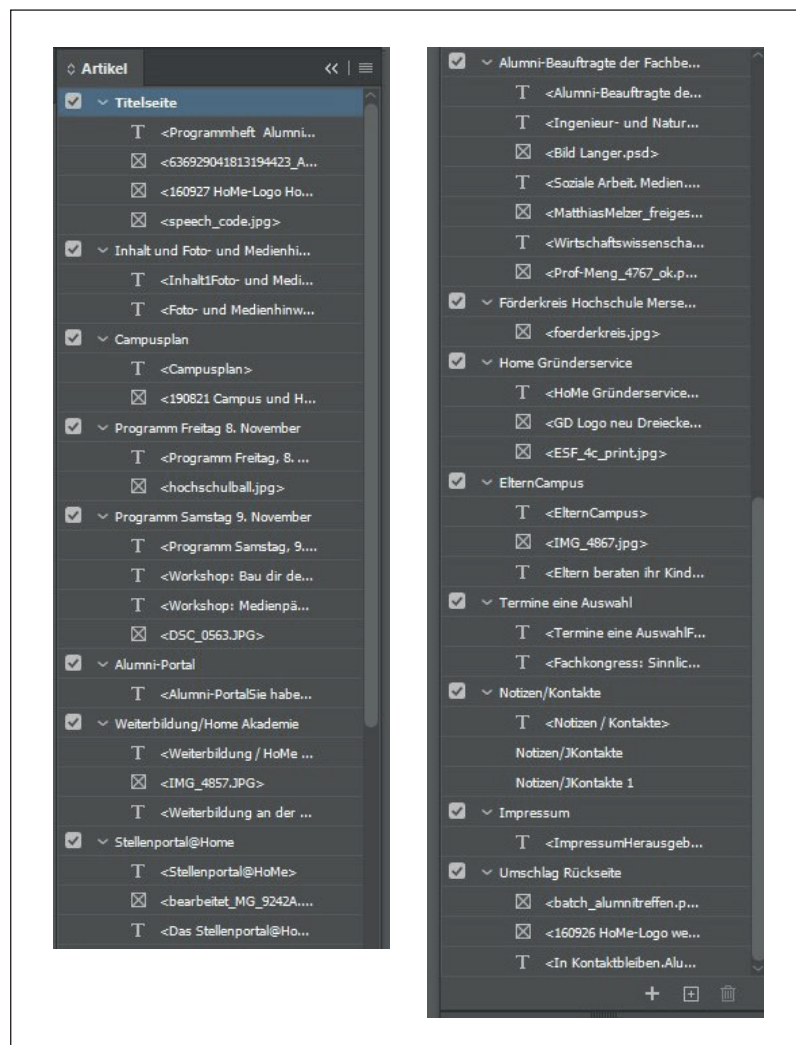 Artikel
Titelseite
<Programmheft Alumni...
<636929041813194423_A...
<160927 HoMe-Logo Ho...
<speech_code.jpg>
Inhalt und Foto- und Medienhi...
<Inhalt1Foto- und Medi...
<Foto- und Medienhinw...
Campusplan
<Campusplan>
<190821 Campus und H...
Programm Freitag 8. November
<Programm Freitag, 8. ...
<hochschulball.jpg>
Programm Samstag 9. November
<Programm Samstag, 9....
<Workshop: Bau dir de...
<Workshop: Medienpä...
<DSC_0563.JPG>
Alumni-Portal
<Alumni-PortalSie habe...
Weiterbildung/Home Akademie
<Weiterbildung / HoMe ...
<IMG_4857.JPG>
<Weiterbildung an der ...
Stellenportal@Home
<Stellenportal@HoMe>
<bearbeitet_MG_9242A....
<Das Stellenportal@Ho...
Alumni-Beauftragte der Fachbe...
<Alumni-Beauftragte de...
<Ingenieur- und Natur...
<Bild Langer.psd>
<Soziale Arbeit. Medien....
<MatthiasMelzer_freiges...
<Wirtschaftswissenscha...
<Prof-Meng_4767_ok.p...
Förderkreis Hochschule Merse...
<foerderkreis.jpg>
Home Gründerservice
<HoMe Gründerservice...
<GD Logo neu Dreiecke...
<ESF_4c_print.jpg>
ElternCampus
<ElternCampus>
<IMG_4867.jpg>
<Eltern beraten ihr Kind...
Termine eine Auswahl
<Termine eine AuswahlF...
<Fachkongress: Sinnlic...
Notizen/Kontakte
<Notizen / Kontakte>
Notizen/JKontakte
Notizen/JKontakte 1
Impressum
<ImpressumHerausgeb...
Umschlag Rückseite
<batch_alumnitreffen.p...
<160926 HoMe-Logo we...
<In Kontaktbleiben.Alu...